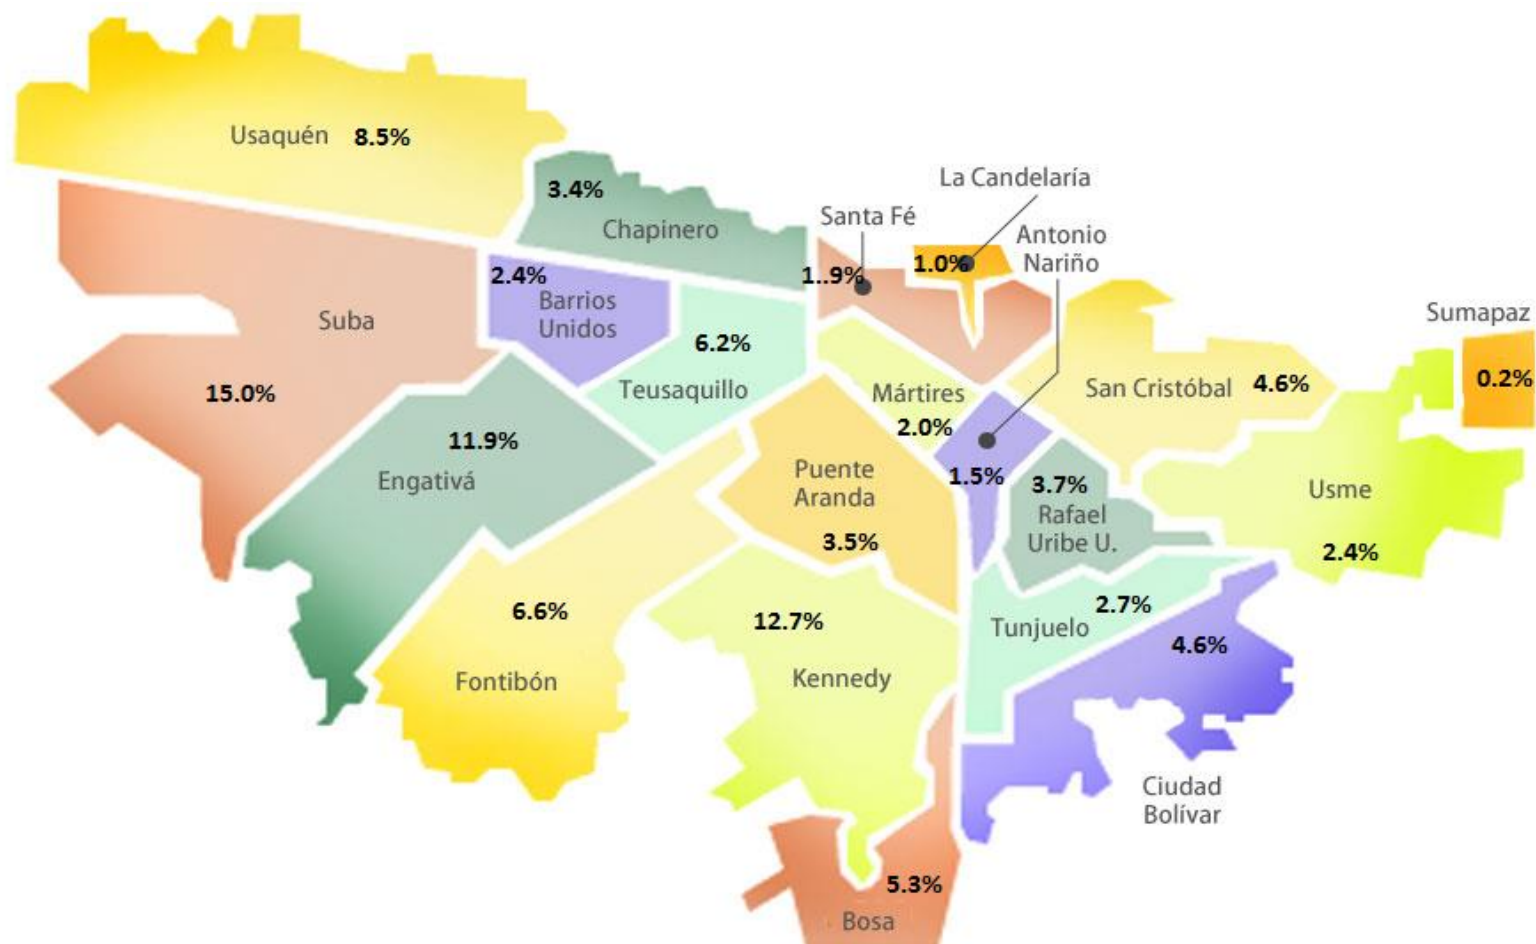 Usaquén 8.5%
3.4%
Chapinero
La Candelaría
Santa Fé
Antonio
Nariño
1..9%
1.0%
2.4%
Barrios
Unidos
Suba
15.0%
6.2%
Teusaquillo
Mártires
2.0%
San Cristóbal 4.6%
Sumapaz
0.2%
11.9%
Engativá
Puente
Aranda
3.5%
1.5%
3.7%
Rafael
Uribe U.
Usme
2.4%
6.6%
Fontibón
12.7%
Kennedy
2.7%
Tunjuelo
4.6%
Ciudad
Bolívar
5.3%
Bosa